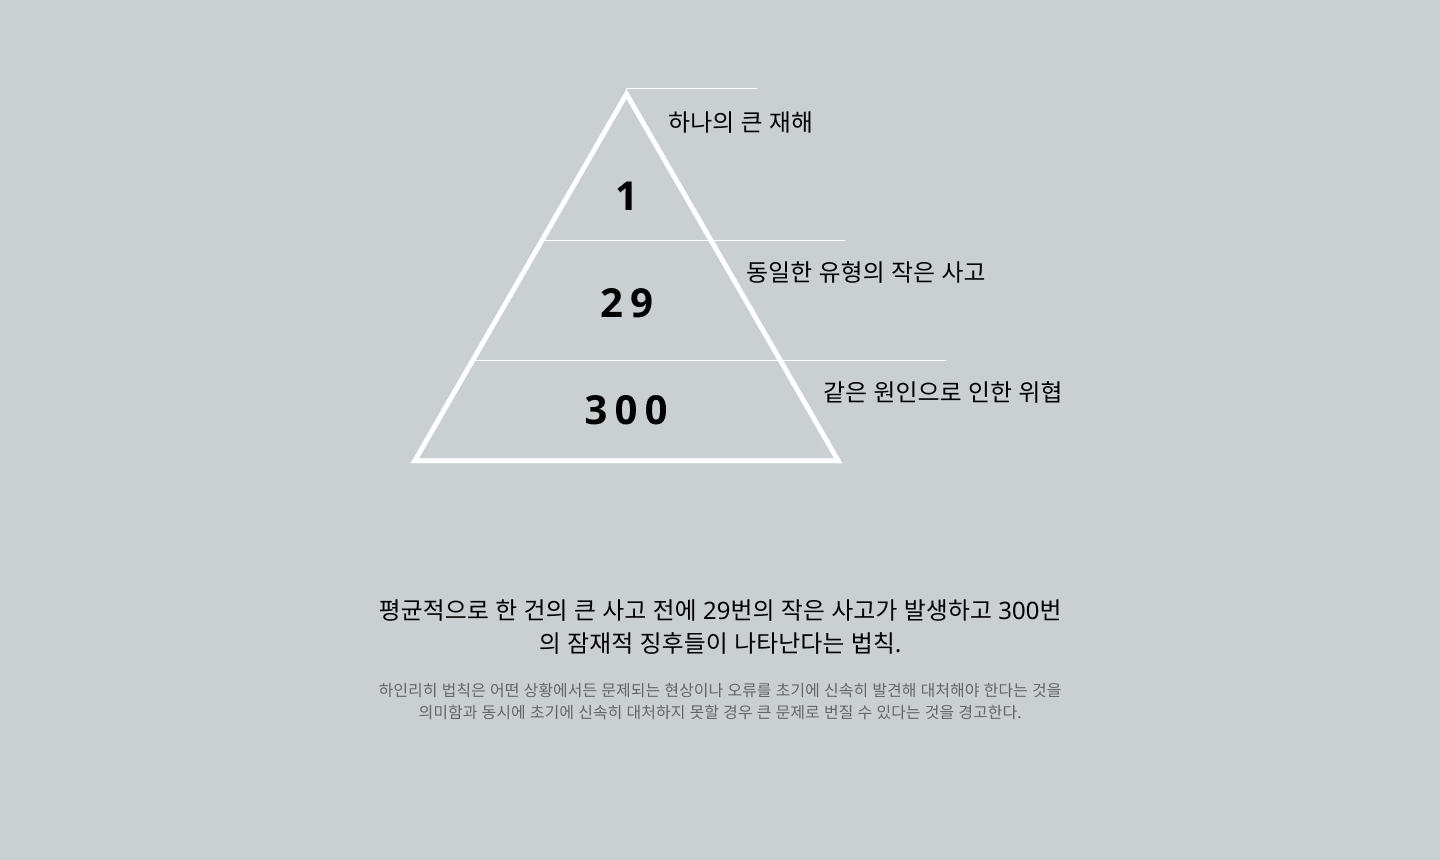 하나의 큰 재해
1
동일한 유형의 작은 사고
29
같은 원인으로 인한 위협
300
평균적으로 한 건의 큰 사고 전에 29번의 작은 사고가 발생하고 300번
의 잠재적 징후들이 나타난다는 법칙.
하인리히 법칙은 어떤 상황에서든 문제되는 현상이나 오류를 초기에 신속히 발견해 대처해야 한다는 것을
의미함과 동시에 초기에 신속히 대처하지 못할 경우 큰 문제로 번질 수 있다는 것을 경고한다.